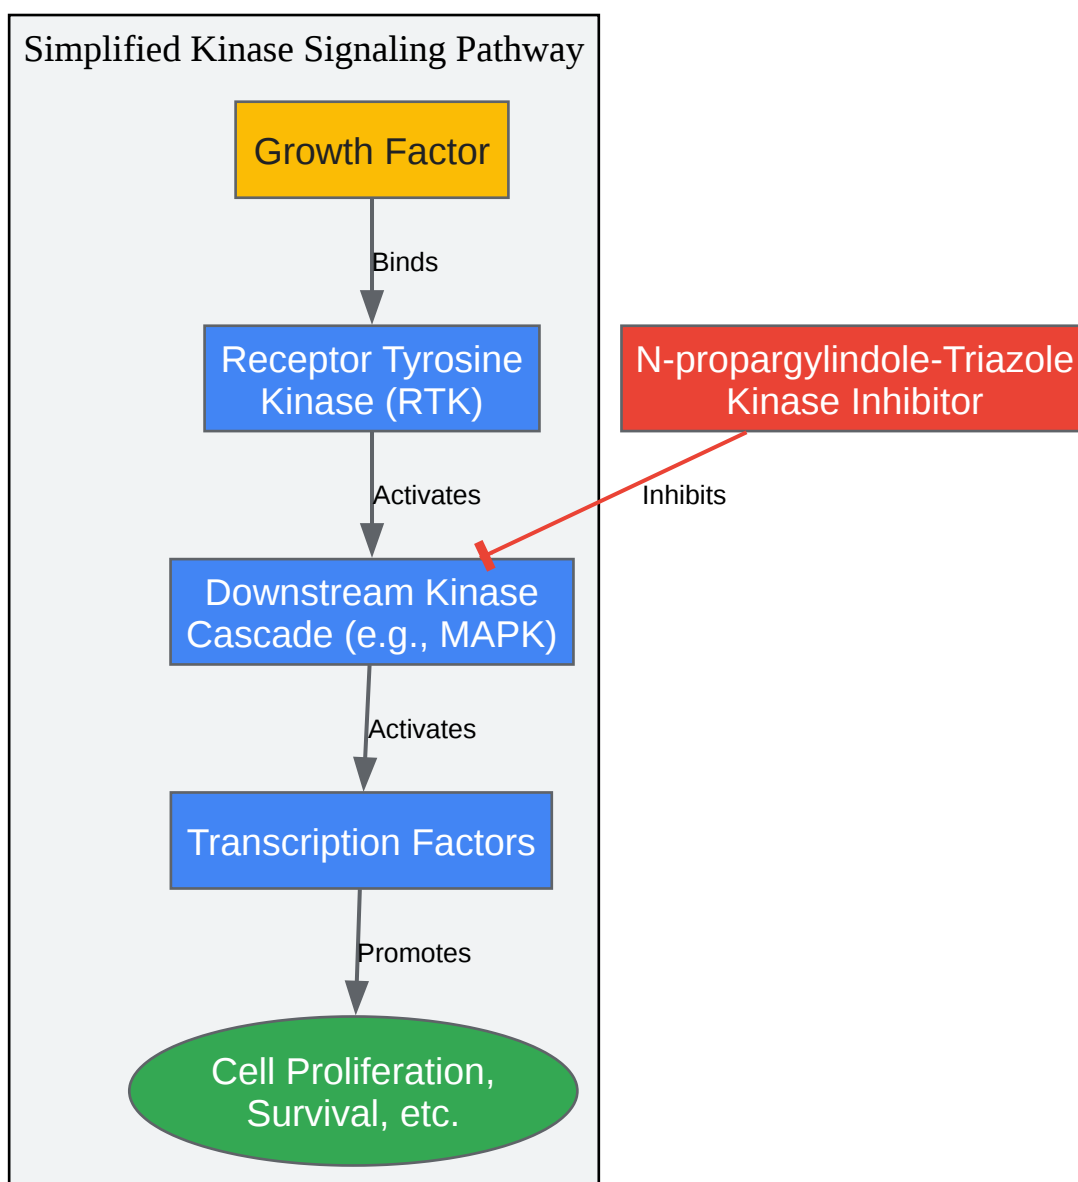 Simplified Kinase Signaling Pathway
Growth Factor
Binds
Receptor Tyrosine
Kinase (RTK)
N-propargylindole-Triazole
Kinase Inhibitor
Activates
Inhibits
Downstream Kinase
Cascade (e.g., MAPK)
Activates
Transcription Factors
Promotes
Cell Proliferation,
Survival, etc.